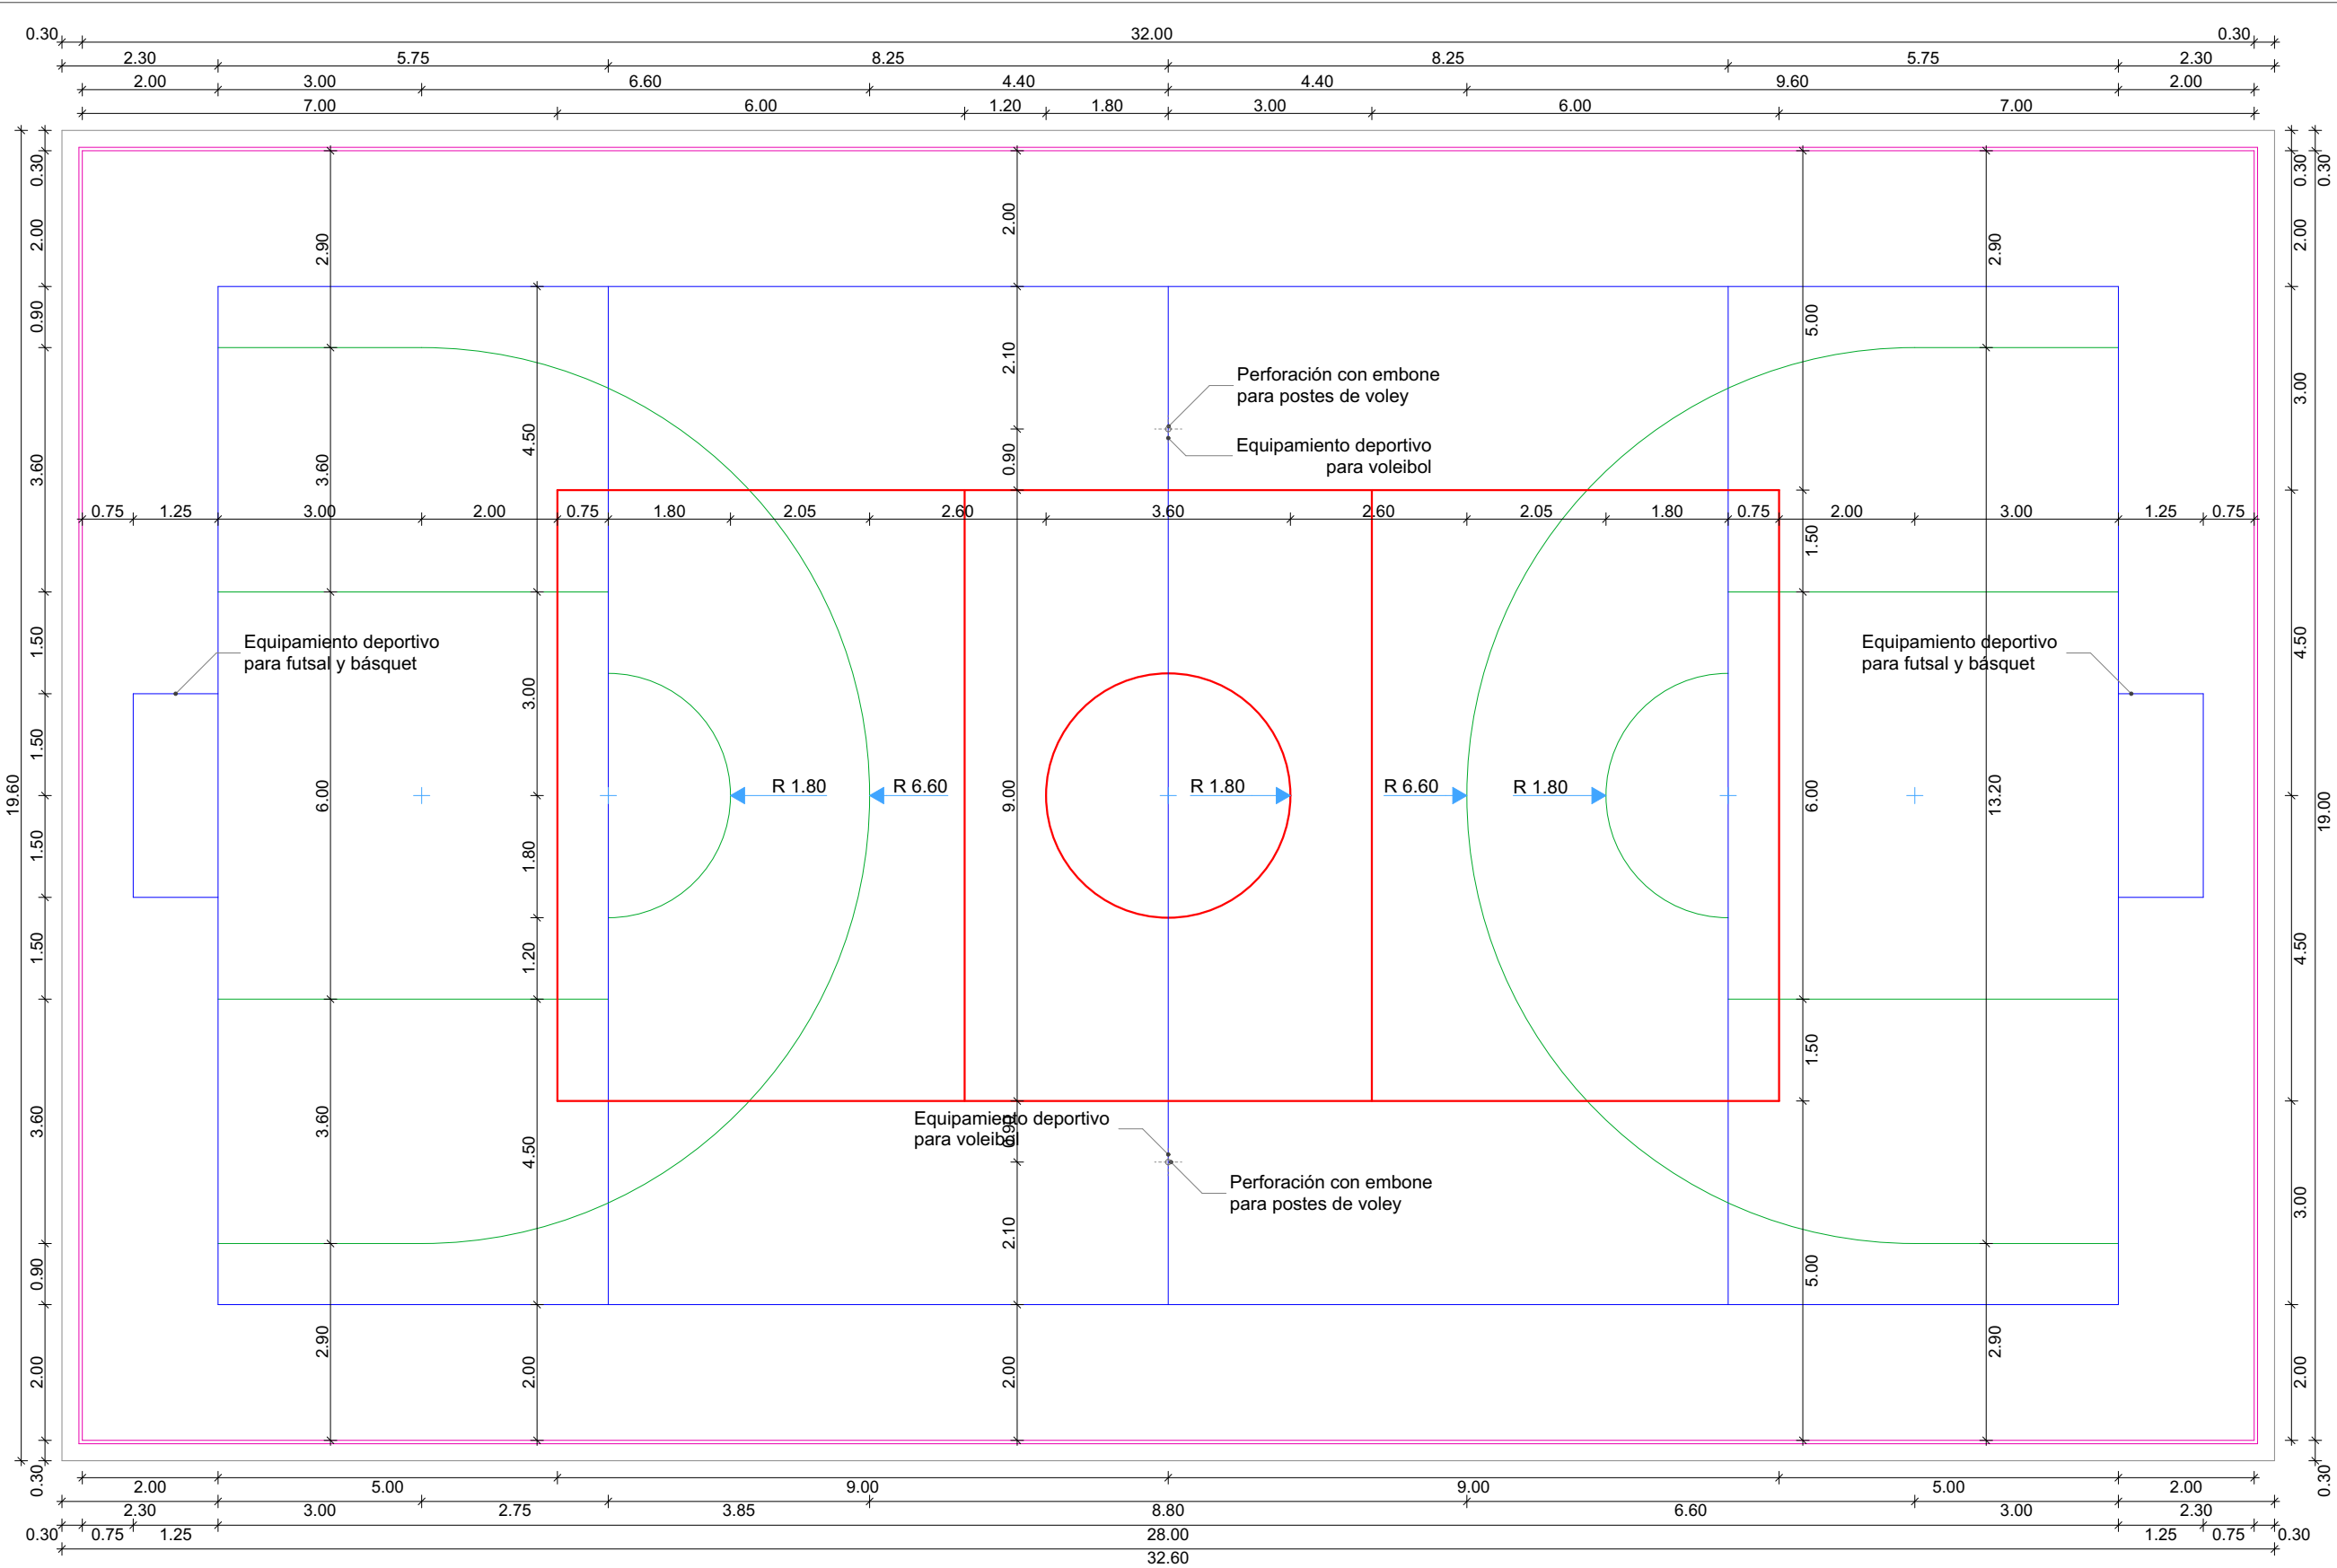 0.30 32.00 0.30
2.30 5.75 8.25 8.25 5.75 2.30
2.00 3.00 6.60 4.40 4.40 9.60 2.00
7.00 6.00 1.20 1.80 3.00 6.00 7.00
0.30 0.30 0.30
2.00 2.90 2.00 2.90 2.00
0.90 2.10 5.00
Perforación con embone
para postes de voley
3.00
4.50
Equipamiento deportivo
para voleibol
3.60 3.60 0.90
0.75 1.25 3.00 2.00 0.75 1.80 2.05 2.60 3.60 2.60 2.05 1.80 0.75 2.00 3.00 1.25 0.75
1.50
Equipamiento deportivo
para futsal y básquet
Equipamiento deportivo
para futsal y básquet
1.50 4.50
3.00
1.50
R 1.80 R 6.60 R 1.80 R 6.60 R 1.80
19.60 6.00 9.00 6.00 13.20 19.00
1.50 1.80
1.50 1.20 4.50
1.50
Equipamiento deportivo
para voleibol
3.60 3.60 4.50 0.90
Perforación con embone
para postes de voley
3.00
0.90 2.10 5.00
2.00 2.90 2.00 2.00 2.90 2.00
0.30 0.30
2.00 5.00 9.00 9.00 5.00 2.00
2.30 3.00 2.75 3.85 8.80 6.60 3.00 2.30
0.30 0.75 1.25 28.00 1.25 0.75 0.30
32.60